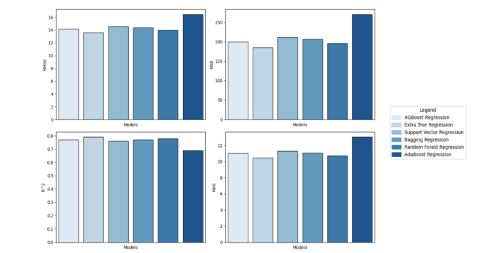 16
14
12
10
8
6
4
2
0
RMSE
Models
250
200
150
100
50
0
MSE
Models
0.8
0.7
0.6
0.5
0.4
0.3
0.2
0.1
0.0
R^2
Models
12
10
8
6
4
2
0
MAE
Models
Legend
XGBoost Regression
Extra Tree Regression
Support Vector Regression
Bagging Regression
Random Forest Regression
AdaBoost Regression